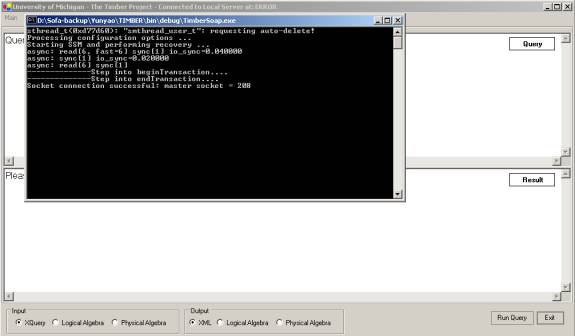 University of Michigan - The Timber Project - Connected to Local Server at: ERROR
Main
D:\Sofa-backup\Yunyao\TIMBER\bin\debug\TimberSoap.exe
sthread_t(0xd77d60): "smthread_user_t": requesting auto-delete!
Processing configuration options ...
Starting SSM and performing recovery ...
async: read[6, fast=6] sync[1] io_sync=0.040000
async: sync[1] io_sync=0.020000
async: read[6] sync[1]
--------------Step into beginTransaction....
--------------Step into endTransaction....
Socket connection successful: master socket = 208
Quer
Query
Plea
Result
Input
XQuery Logical Algebra Physical Algebra
Output
XML Logical Algebra Physical Algebra
Run Query Exit